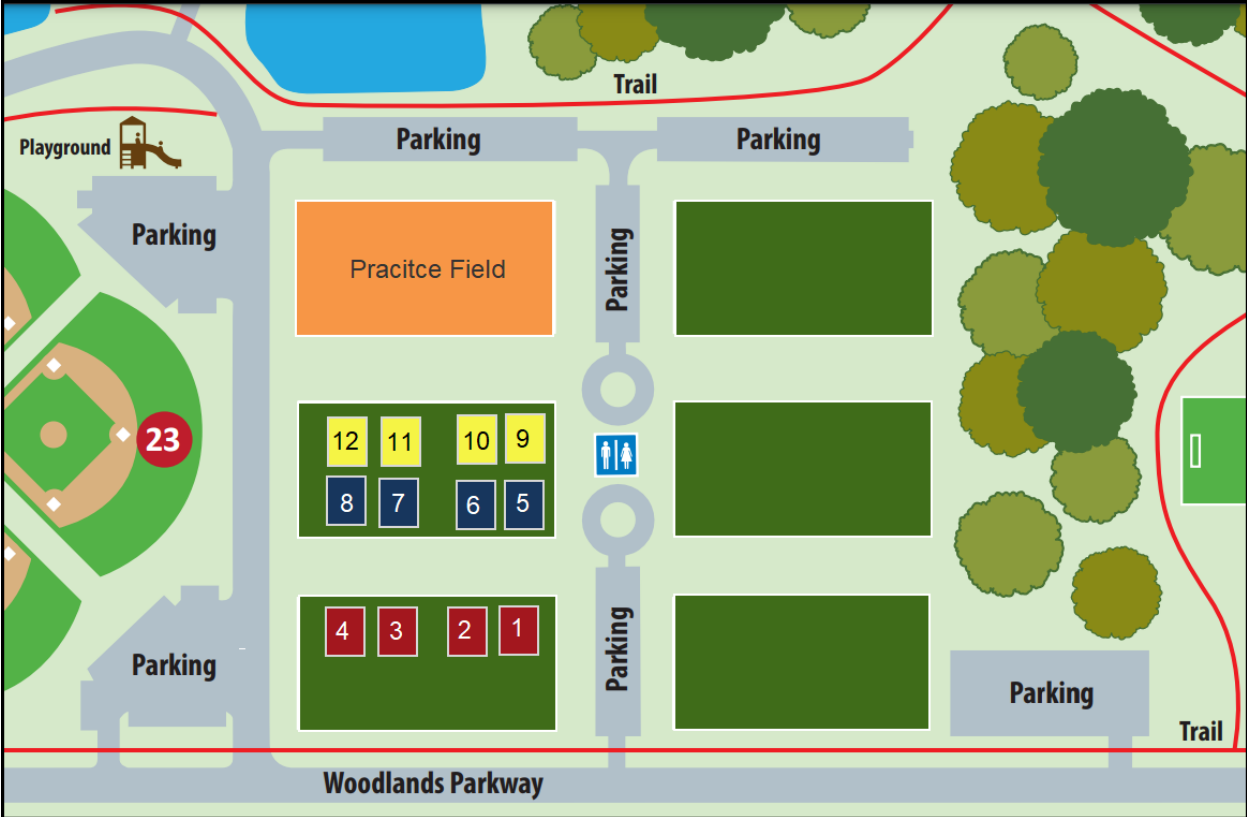 Trail
Playground
Parking
Parking
Parking
Parking
Pracitce Field
23
12 11 10 9
8 7 6 5
4 3 2 1
Parking
Parking
Parking
Trail
Woodlands Parkway